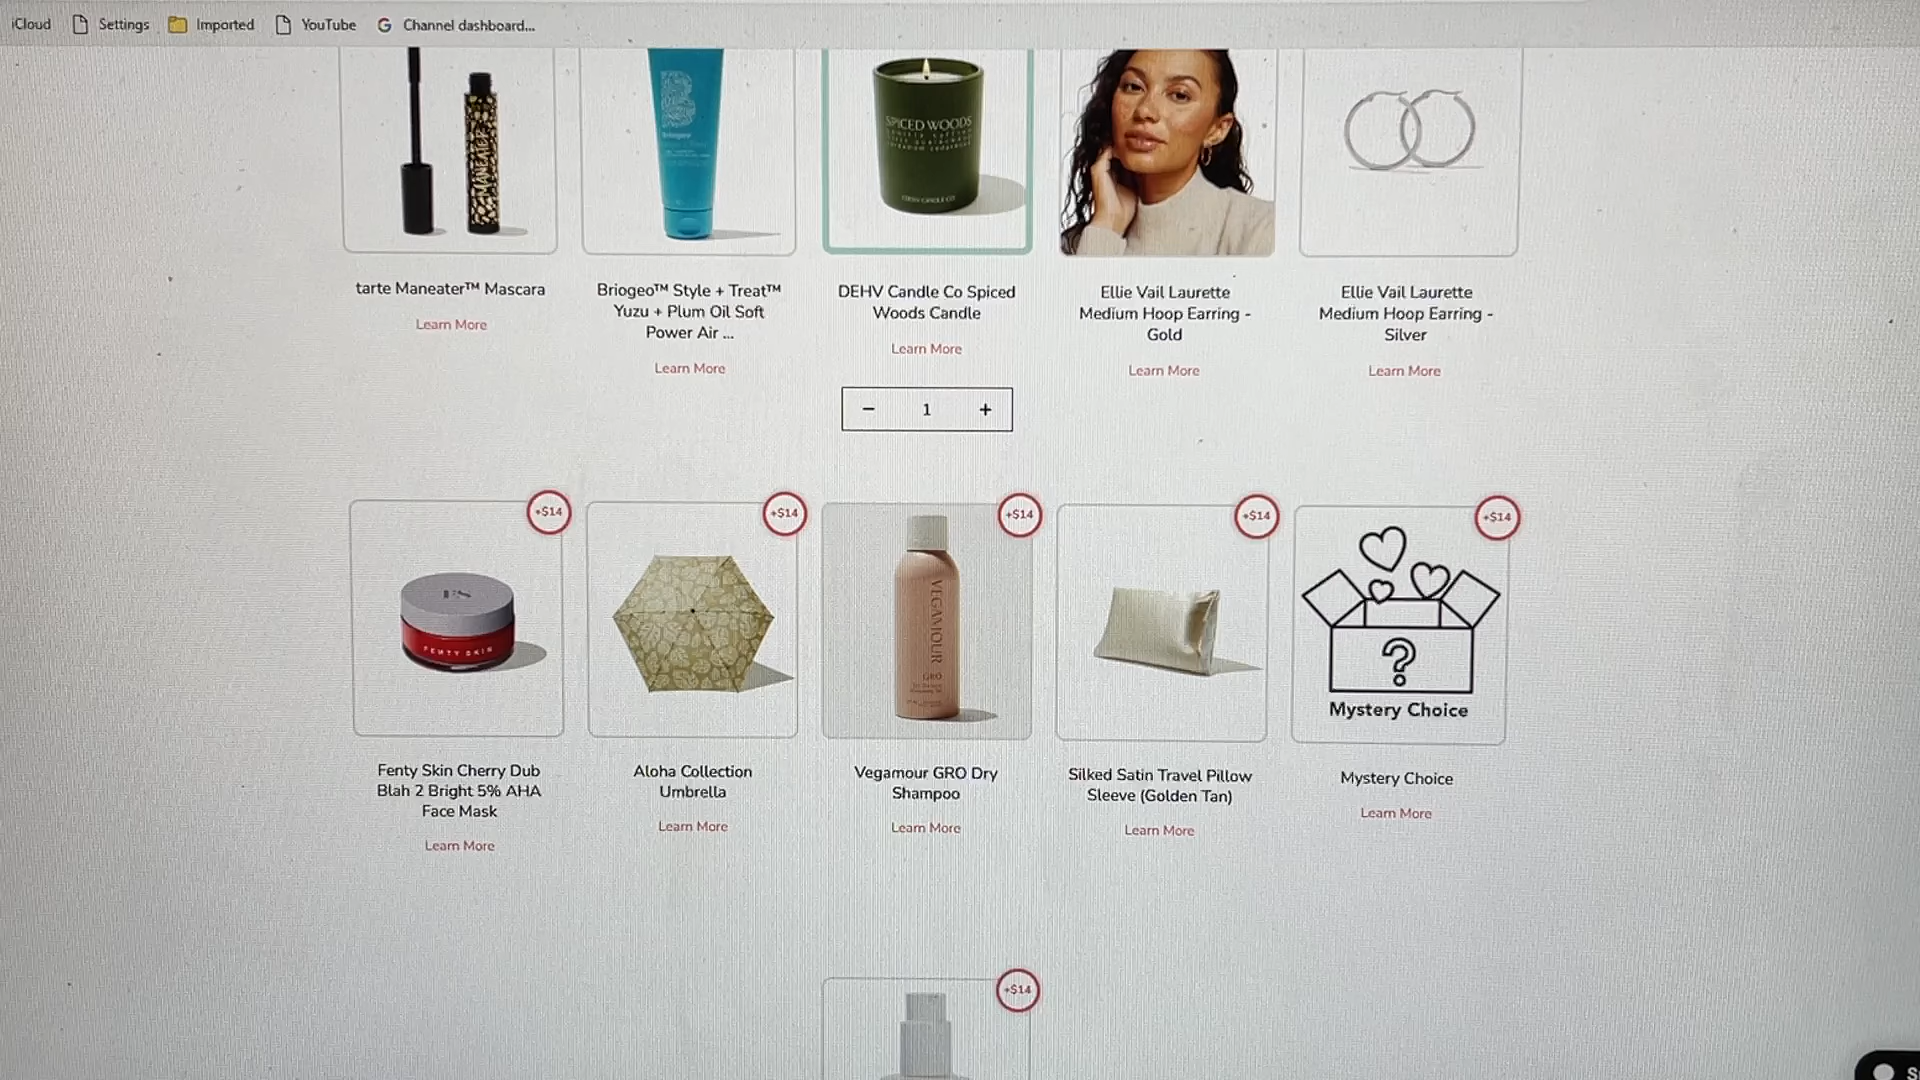 iCloud
Settings
Imported
YouTube
Channel dashboard...
MANEATER
B
SPICED WOODS
tarte Maneater™ Mascara
Learn More
Briogeo™ Style + Treat™
Yuzu + Plum Oil Soft
Power Air ...
Learn More
DEHV Candle Co Spiced
Woods Candle
Learn More
Ellie Vail Laurette
Medium Hoop Earring -
Gold
Learn More
Ellie Vail Laurette
Medium Hoop Earring -
Silver
Learn More
− 1 +
+$14
+$14
+$14
+$14
+$14
FENTY SKIN
VEGAMOUR
GRO
?
Mystery Choice
Fenty Skin Cherry Dub
Blah 2 Bright 5% AHA
Face Mask
Learn More
Aloha Collection
Umbrella
Learn More
Vegamour GRO Dry
Shampoo
Learn More
Silked Satin Travel Pillow
Sleeve (Golden Tan)
Learn More
Mystery Choice
Learn More
+$14